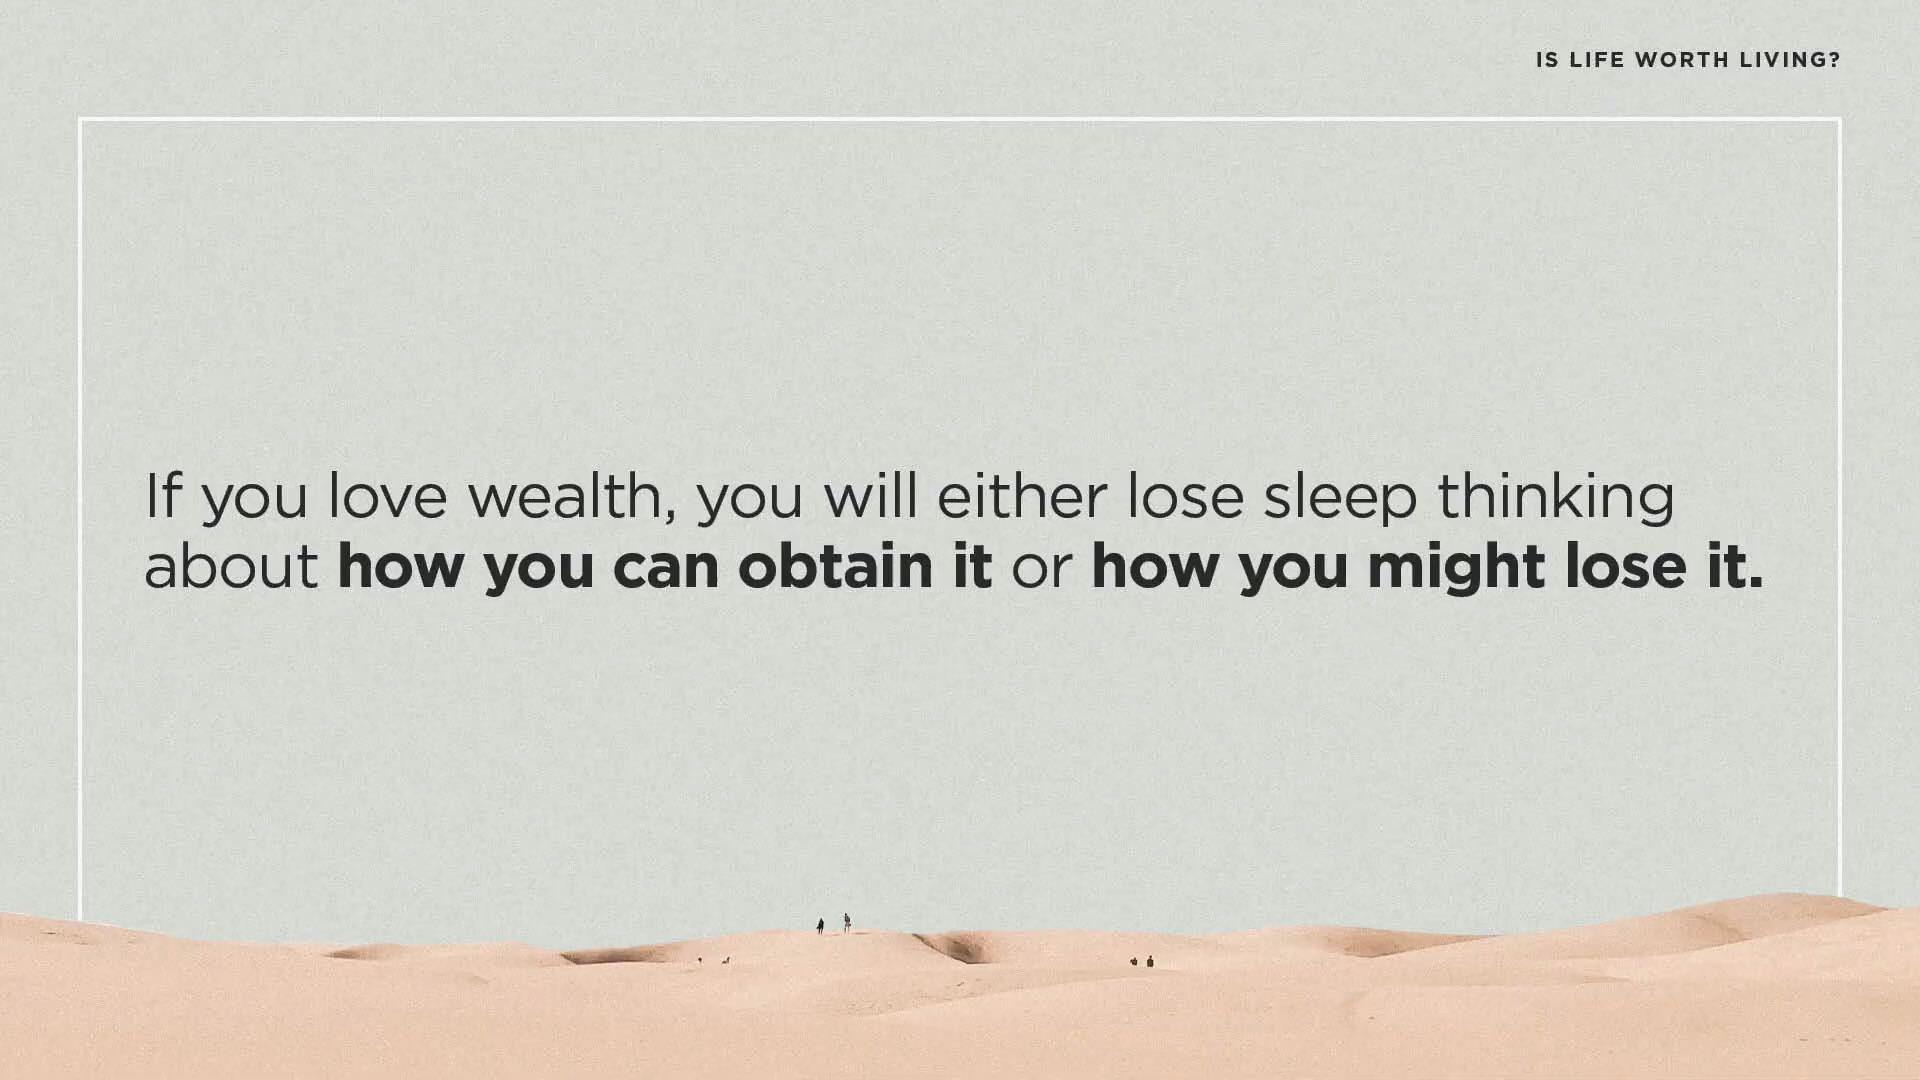 IS LIFE WORTH LIVING?
If you love wealth, you will either lose sleep thinking
about how you can obtain it or how you might lose it.